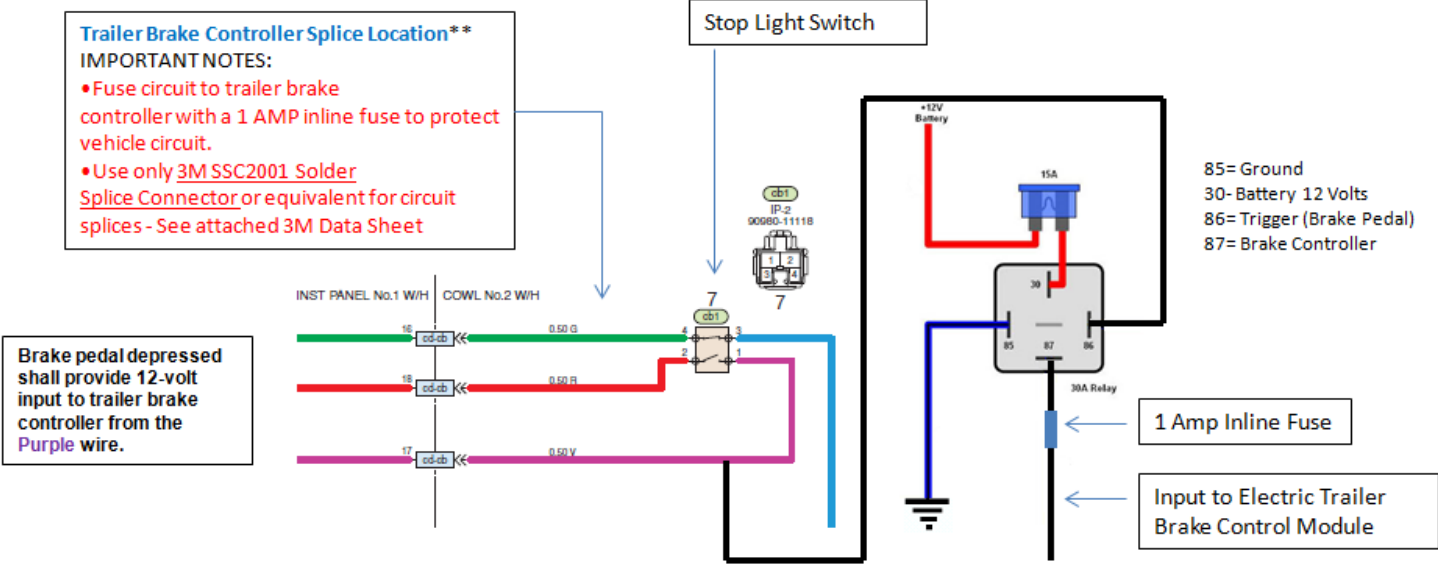 Trailer Brake Controller Splice Location**
IMPORTANT NOTES:
•Fuse circuit to trailer brake
controller with a 1 AMP inline fuse to protect
vehicle circuit.
•Use only 3M SSC2001 Solder
Splice Connector or equivalent for circuit
splices - See attached 3M Data Sheet
Stop Light Switch
+12V
Battery
15A
85= Ground
30- Battery 12 Volts
86= Trigger (Brake Pedal)
87= Brake Controller
cb1
IP-2
90980-11118
1 2
3 4
7
30
85 87 86
30A Relay
INST PANEL No.1 W/H COWL No.2 W/H
7
cb1
16 cd-cb 0.50 G 4 3
18 cd-cb 0.50 R 2 1
17 cd-cb 0.50 V
Brake pedal depressed
shall provide 12-volt
input to trailer brake
controller from the
Purple wire.
1 Amp Inline Fuse
Input to Electric Trailer
Brake Control Module